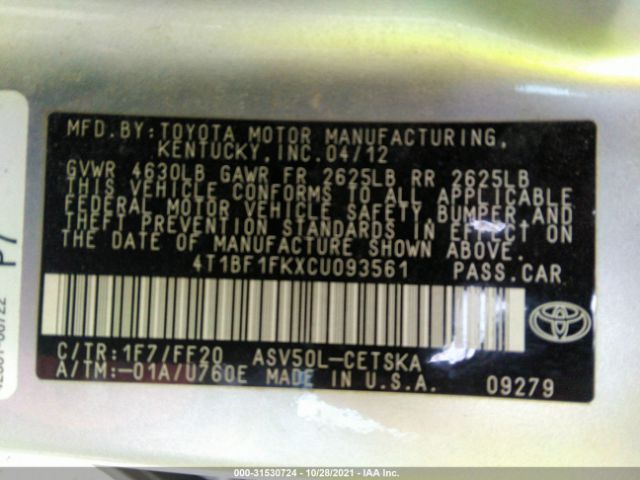 MFD. BY: TOYOTA MOTOR MANUFACTURING,
KENTUCKY, INC. 04/12
GVWR 4630LB GAWR FR 2625LB RR 2625LB
THIS VEHICLE CONFORMS TO ALL APPLICABLE
FEDERAL MOTOR VEHICLE SAFETY, BUMPER AND
THEFT PREVENTION STANDARDS IN EFFECT ON
THE DATE OF MANUFACTURE SHOWN ABOVE.
4T1BF1FKXCU093561 PASS.CAR
C/TR: 1F7/FF20 ASV50L-CETSKA
A/TM: -01A/U760E MADE IN U.S.A. 09279
P7
000-31530724 - 10/28/2021 - IAA Inc.